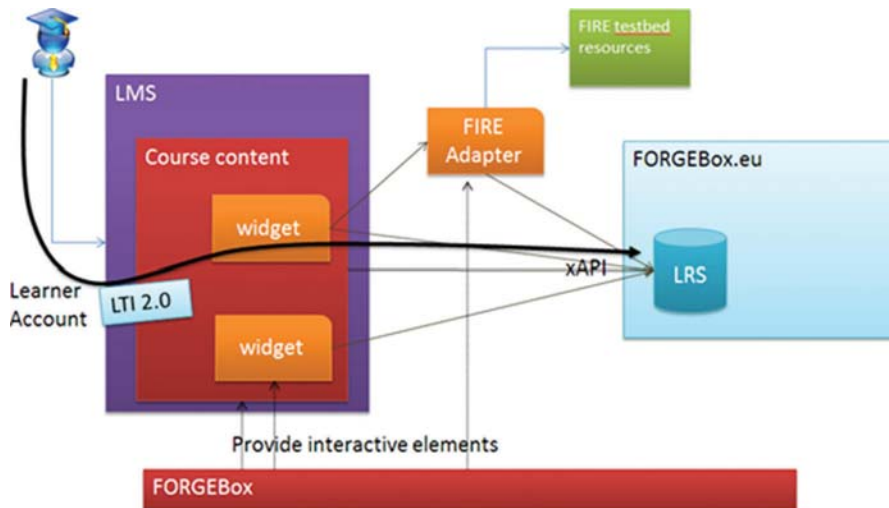 FIRE testbed
resources
LMS
FIRE
Adapter
Course content
FORGEBox.eu
widget
xAPI
LRS
Learner
Account
LTI 2.0
widget
Provide interactive elements
FORGEBox